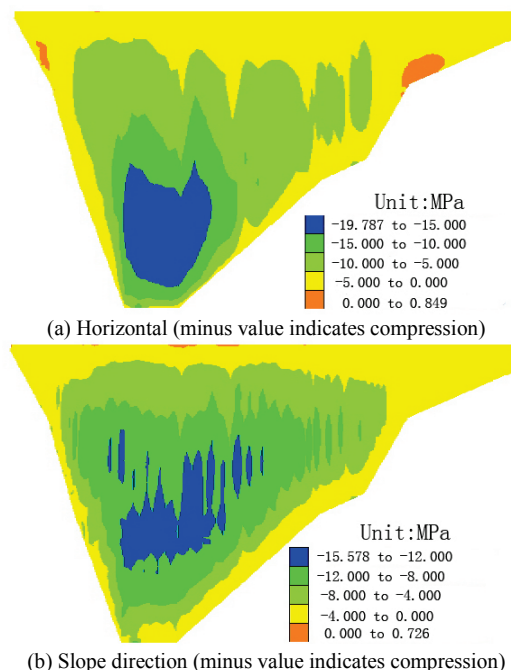 Unit:MPa
-19.787 to -15.000
-15.000 to -10.000
-10.000 to -5.000
-5.000 to 0.000
0.000 to 0.849
(a) Horizontal (minus value indicates compression)
Unit:MPa
-15.578 to -12.000
-12.000 to -8.000
-8.000 to -4.000
-4.000 to 0.000
0.000 to 0.726
(b) Slope direction (minus value indicates compression)